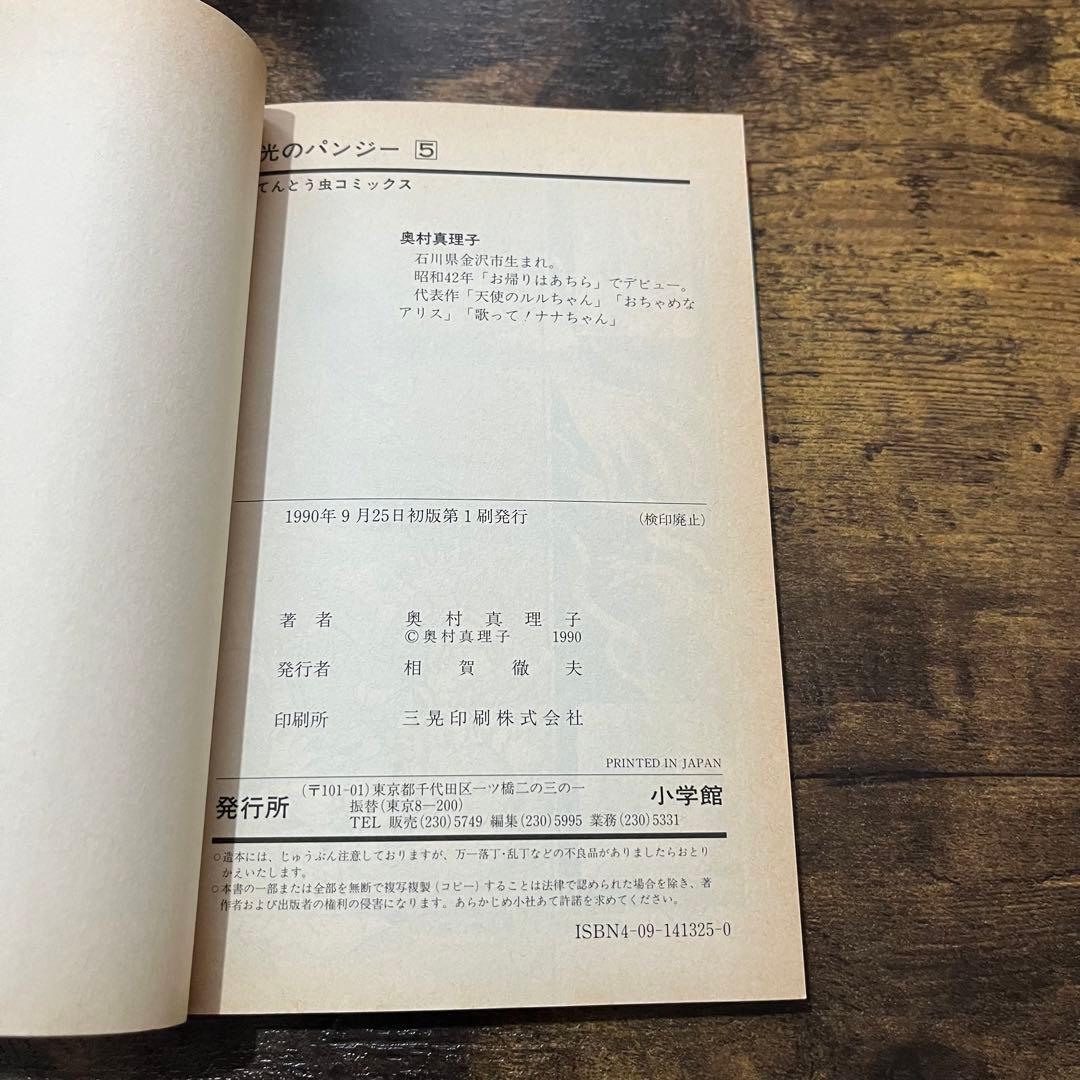 光のパンジー 5
てんとう虫コミックス
奥村真理子
石川県金沢市生まれ。
昭和42年「お帰りはあちら」でデビュー。
代表作「天使のルルちゃん」「おちゃめな
アリス」「歌って!ナナちゃん」
1990年9月25日初版第1刷発行 (検印廃止)
著者 奥村真理子
©奥村真理子 1990
発行者 相賀徹夫
印刷所 三晃印刷株式会社
PRINTED IN JAPAN
発行所 (〒101-01)東京都千代田区一ツ橋二の三の一 小学館
振替(東京8—200)
TEL 販売(230)5749 編集(230)5995 業務(230)5331
○造本には、じゅうぶん注意しておりますが、万一落丁・乱丁などの不良品がありましたらおとり
かえいたします。
○本書の一部または全部を無断で複写複製(コピー)することは法律で認められた場合を除き、著
作者および出版者の権利の侵害になります。あらかじめ小社あて許諾を求めてください。
ISBN4-09-141325-0